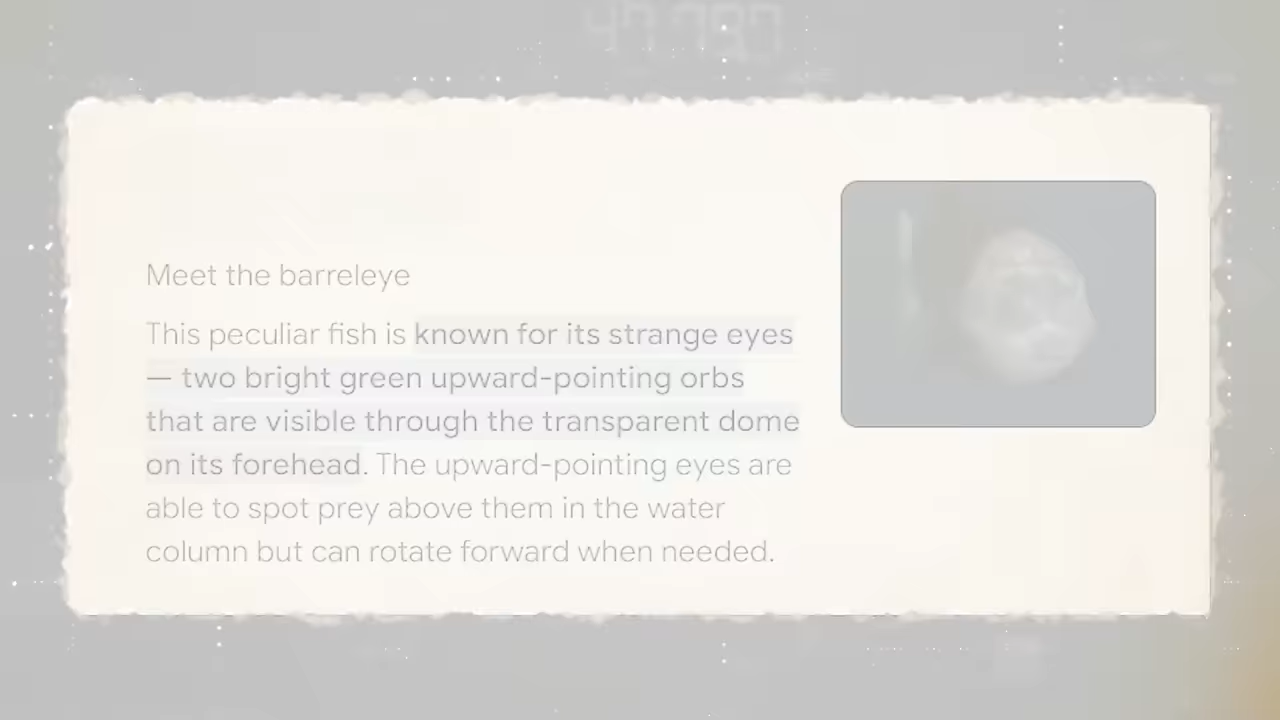 Meet the barreleye
This peculiar fish is known for its strange eyes
— two bright green upward-pointing orbs
that are visible through the transparent dome
on its forehead. The upward-pointing eyes are
able to spot prey above them in the water
column but can rotate forward when needed.